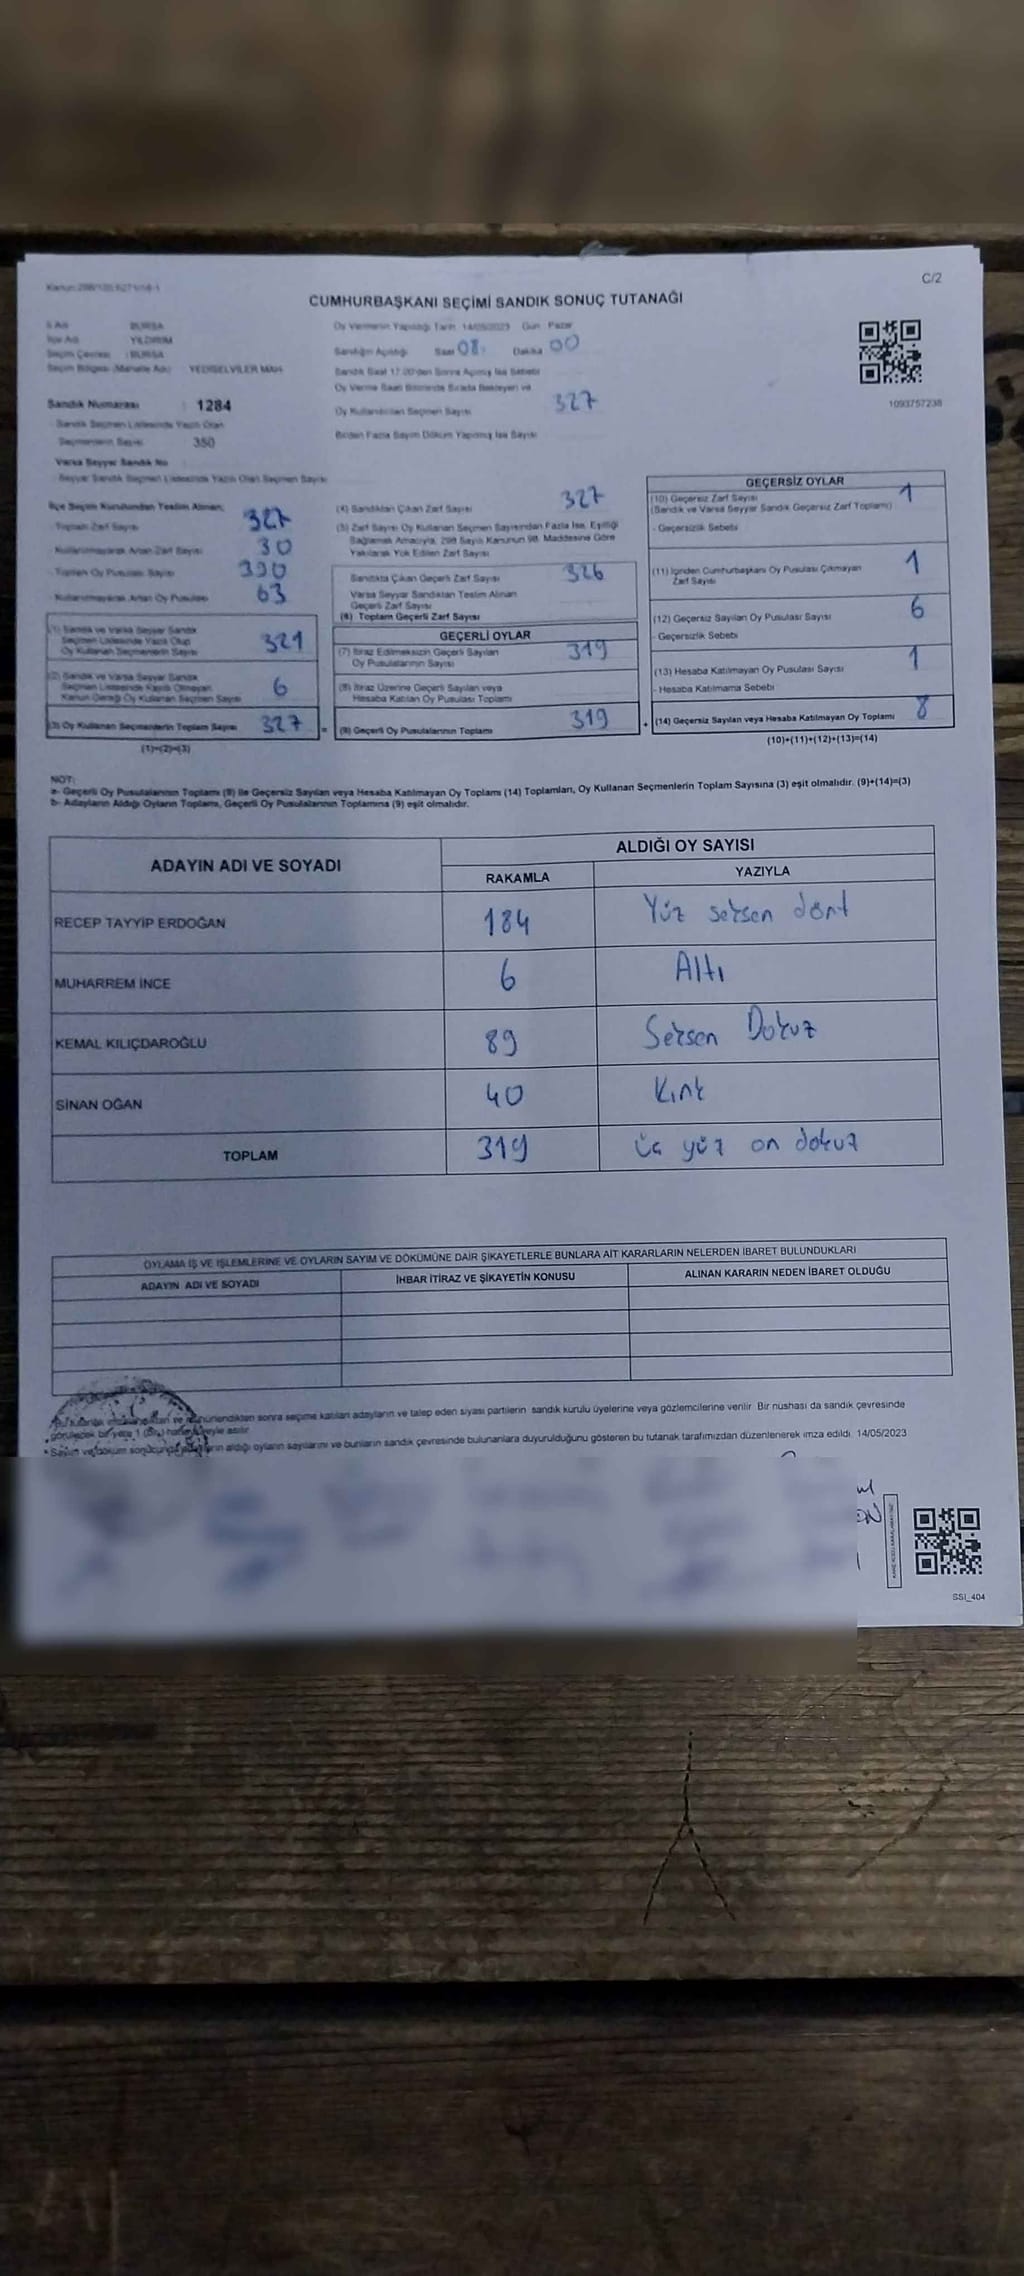 C/2
CUMHURBAŞKANI SEÇİMİ SANDIK SONUÇ TUTANAĞI
İl Adı BURSA
İlçe Adı YILDIRIM
Seçim Çevresi : BURSA
Seçim Bölgesi (Mahalle Adı) YEDİSELVİLER MAH
Oy Vermenin Yapıldığı Tarih 14/05/2023 Gün Pazar
Sandığın Açıldığı Saat 08: Dakika 00
Sandık Saat 17.00'den Sonra Açılmış İse Sebebi
Oy Verme Saati Bitiminde Sırada Bekleyen ve
Oy Kullandırılan Seçmen Sayısı 327
Birden Fazla Sayım Döküm Yapılmış İse Sayısı
1093757238
Sandık Numarası : 1284
Sandık Seçmen Listesinde Yazılı Olan
Seçmenlerin Sayısı 350
Varsa Seyyar Sandık No
Seyyar Sandık Seçmen Listesinde Yazılı Olan Seçmen Sayısı
İlçe Seçim Kurulundan Teslim Alınan;
Toplam Zarf Sayısı 327
Kullanılmayarak Artan Zarf Sayısı 30
Toplam Oy Pusulası Sayısı 390
Kullanılmayarak Artan Oy Pusulası 63
(1) Sandık ve Varsa Seyyar Sandık
Seçmen Listesinde Yazılı Olup
Oy Kullanan Seçmenlerin Sayısı 321
(2) Sandık ve Varsa Seyyar Sandık
Seçmen Listesinde Kayıtlı Olmayan
Kanun Gereği Oy Kullanan Seçmen Sayısı 6
(3) Oy Kullanan Seçmenlerin Toplam Sayısı 327 =
(1)+(2)=(3)
(4) Sandıktan Çıkan Zarf Sayısı 327
(5) Zarf Sayısı Oy Kullanan Seçmen Sayısından Fazla İse, Eşitliği
Sağlamak Amacıyla, 298 Sayılı Kanunun 98. Maddesine Göre
Yakılarak Yok Edilen Zarf Sayısı
Sandıkta Çıkan Geçerli Zarf Sayısı 326
Varsa Seyyar Sandıktan Teslim Alınan
Geçerli Zarf Sayısı
(6) Toplam Geçerli Zarf Sayısı
GEÇERLİ OYLAR
(7) İtiraz Edilmeksizin Geçerli Sayılan
Oy Pusulalarının Sayısı 319
(8) İtiraz Üzerine Geçerli Sayılan veya
Hesaba Katılan Oy Pusulası Toplamı
(9) Geçerli Oy Pusulalarının Toplamı 319 +
GEÇERSİZ OYLAR
(10) Geçersiz Zarf Sayısı 1
(Sandık ve Varsa Seyyar Sandık Geçersiz Zarf Toplamı)
- Geçersizlik Sebebi
(11) İçinden Cumhurbaşkanı Oy Pusulası Çıkmayan
Zarf Sayısı 1
(12) Geçersiz Sayılan Oy Pusulası Sayısı 6
- Geçersizlik Sebebi
(13) Hesaba Katılmayan Oy Pusulası Sayısı 1
- Hesaba Katılmama Sebebi
(14) Geçersiz Sayılan veya Hesaba Katılmayan Oy Toplamı 8
(10)+(11)+(12)+(13)=(14)
NOT:
a- Geçerli Oy Pusulalarının Toplamı (9) ile Geçersiz Sayılan veya Hesaba Katılmayan Oy Toplamı (14) Toplamları, Oy Kullanan Seçmenlerin Toplam Sayısına (3) eşit olmalıdır. (9)+(14)=(3)
b- Adayların Aldığı Oyların Toplamı, Geçerli Oy Pusulalarının Toplamına (9) eşit olmalıdır.
ADAYIN ADI VE SOYADI ALDIĞI OY SAYISI
RAKAMLA YAZIYLA
RECEP TAYYİP ERDOĞAN 184 Yüz seksen dört
MUHARREM İNCE 6 Altı
KEMAL KILIÇDAROĞLU 89 Seksen Dokuz
SİNAN OĞAN 40 Kırk
TOPLAM 319 üç yüz on dokuz
OYLAMA İŞ VE İŞLEMLERİNE VE OYLARIN SAYIM VE DÖKÜMÜNE DAİR ŞİKAYETLERLE BUNLARA AİT KARARLARIN NELERDEN İBARET BULUNDUKLARI
ADAYIN ADI VE SOYADI İHBAR İTİRAZ VE ŞİKAYETİN KONUSU ALINAN KARARIN NEDEN İBARET OLDUĞU
sonra seçime katılan adayların ve talep eden siyasi partilerin sandık kurulu üyelerine veya gözlemcilerine verilir. Bir nüshası da sandık çevresinde
görülecek bir yere asılır.
* Sayım ve döküm sonucunda aldığı oyların sayılarını ve bunların sandık çevresinde bulunanlara duyurulduğunu gösteren bu tutanak tarafımızdan düzenlenerek imza edildi. 14/05/2023
SSI_404